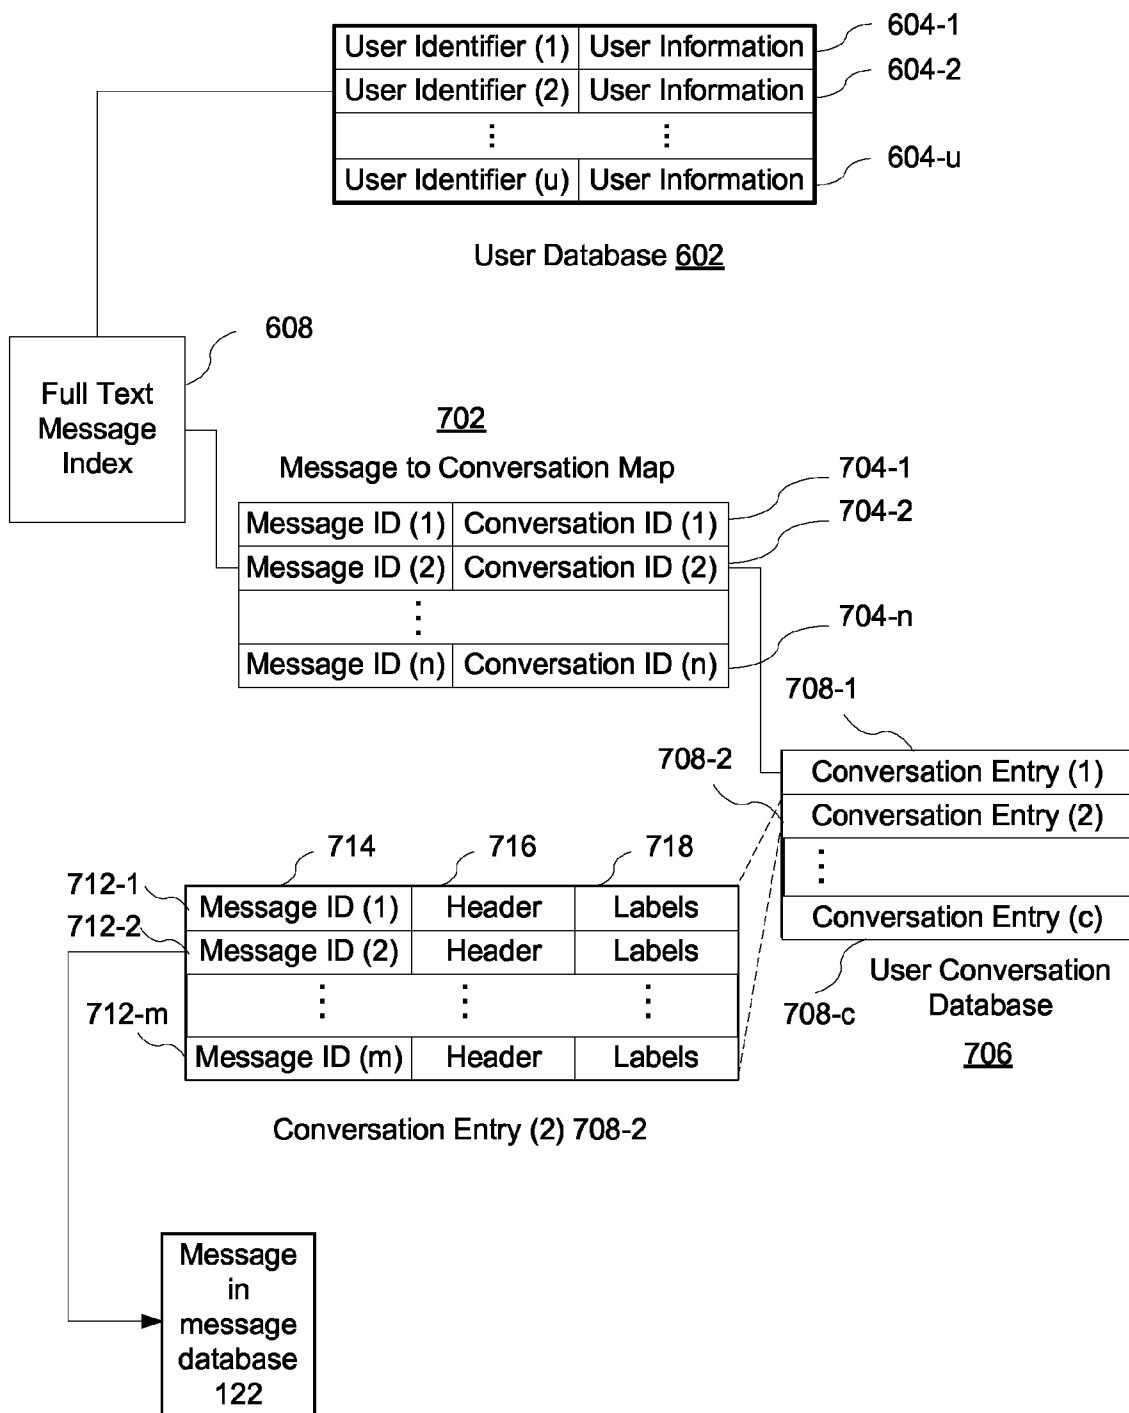 User Identifier (1) User Information 604-1
User Identifier (2) User Information 604-2
⋮ ⋮
User Identifier (u) User Information 604-u
User Database 602
608
Full Text
Message
Index
702
Message to Conversation Map
704-1
Message ID (1) Conversation ID (1)
704-2
Message ID (2) Conversation ID (2)
⋮
704-n
Message ID (n) Conversation ID (n)
708-1
708-2
Conversation Entry (1)
Conversation Entry (2)
⋮
Conversation Entry (c)
708-c
User Conversation
Database
706
714 716 718
712-1
Message ID (1) Header Labels
712-2
Message ID (2) Header Labels
⋮ ⋮ ⋮
712-m
Message ID (m) Header Labels
Conversation Entry (2) 708-2
Message
in
message
database
122